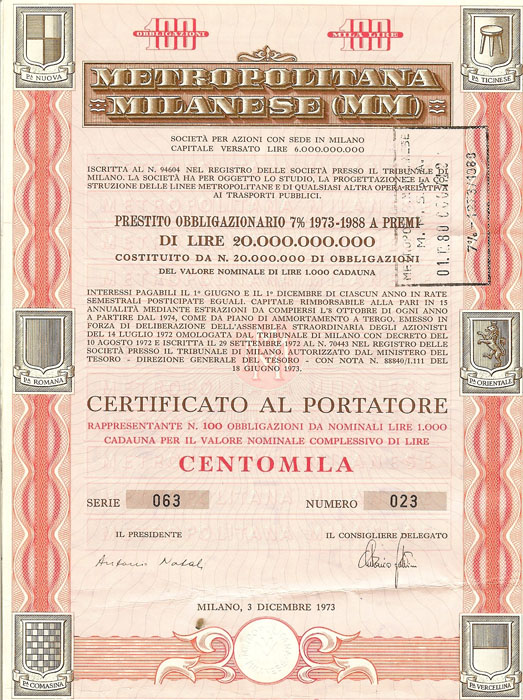 100
OBBLIGAZIONI
100
MILA LIRE
Pᵗᵃ NUOVA
Pᵗᵃ TICINESE
METROPOLITANA
MILANESE (MM)
SOCIETÀ PER AZIONI CON SEDE IN MILANO
CAPITALE VERSATO LIRE 6.000.000.000
ISCRITTA AL N. 94604 NEL REGISTRO DELLE SOCIETÀ PRESSO IL TRIBUNALE DI
MILANO. LA SOCIETÀ HA PER OGGETTO LO STUDIO, LA PROGETTAZIONE E LA CO-
STRUZIONE DELLE LINEE METROPOLITANE E DI QUALSIASI ALTRA OPERA RELATIVA
AI TRASPORTI PUBBLICI.
PRESTITO OBBLIGAZIONARIO 7% 1973-1988 A PREMI
DI LIRE 20.000.000.000
COSTITUITO DA N. 20.000.000 DI OBBLIGAZIONI
DEL VALORE NOMINALE DI LIRE 1.000 CADAUNA
INTERESSI PAGABILI IL 1° GIUGNO E IL 1° DICEMBRE DI CIASCUN ANNO IN RATE
SEMESTRALI POSTICIPATE EGUALI. CAPITALE RIMBORSABILE ALLA PARI IN 15
ANNUALITÀ MEDIANTE ESTRAZIONI DA COMPIERSI L'8 OTTOBRE DI OGNI ANNO
A PARTIRE DAL 1974, COME DA PIANO DI AMMORTAMENTO A TERGO, EMESSO IN
FORZA DI DELIBERAZIONE DELL'ASSEMBLEA STRAORDINARIA DEGLI AZIONISTI
DEL 14 LUGLIO 1972 OMOLOGATA DAL TRIBUNALE DI MILANO CON DECRETO DEL
10 AGOSTO 1972 E ISCRITTA IL 29 SETTEMBRE 1972 AL N. 70443 NEL REGISTRO DELLE
SOCIETÀ PRESSO IL TRIBUNALE DI MILANO. AUTORIZZATO DAL MINISTERO DEL
TESORO - DIREZIONE GENERALE DEL TESORO - CON NOTA N. 88840/I.111 DEL
18 GIUGNO 1973.
Pᵗᵃ ROMANA
Pᵗᵃ ORIENTALE
CERTIFICATO AL PORTATORE
RAPPRESENTANTE N. 100 OBBLIGAZIONI DA NOMINALI LIRE 1.000
CADAUNA PER IL VALORE NOMINALE COMPLESSIVO DI LIRE
CENTOMILA
SERIE 063
NUMERO 023
IL PRESIDENTE
IL CONSIGLIERE DELEGATO
Antonio Natali
MILANO, 3 DICEMBRE 1973
Pᵗᵃ COMASINA
Pᵗᵃ VERCELLINA